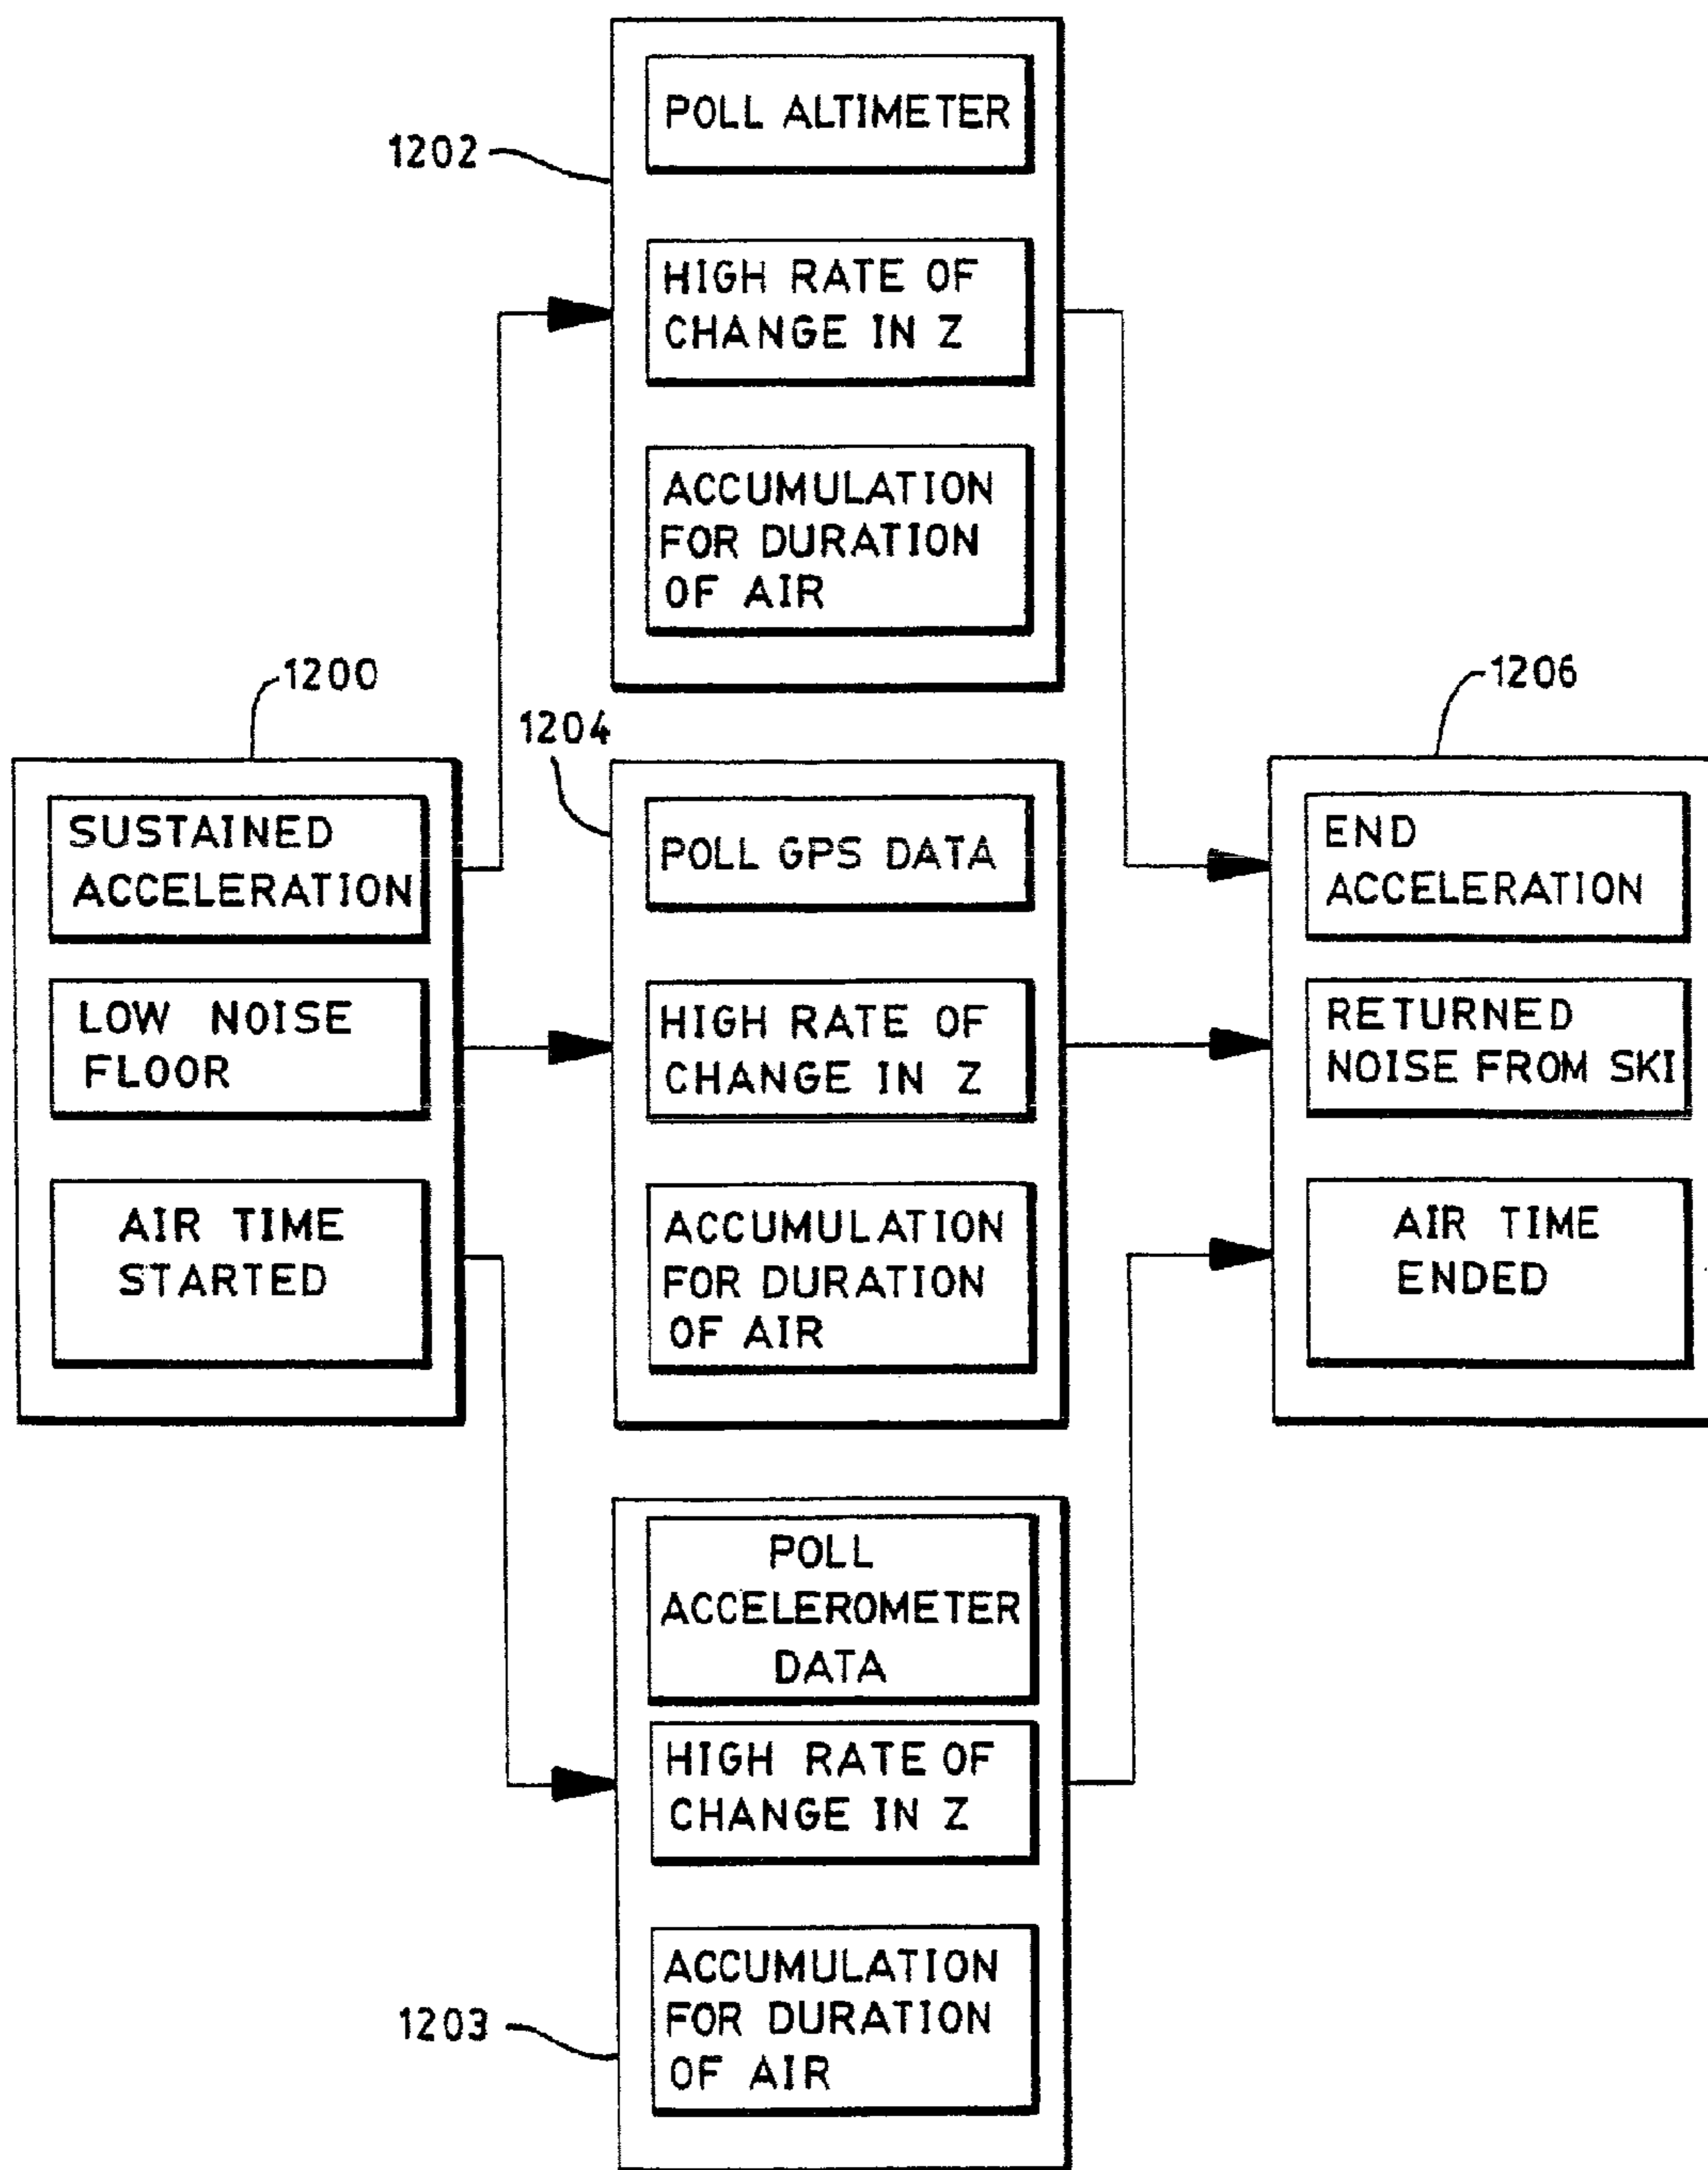 1202
POLL ALTIMETER
HIGH RATE OF
CHANGE IN Z
ACCUMULATION
FOR DURATION
OF AIR
1200
SUSTAINED
ACCELERATION
LOW NOISE
FLOOR
AIR TIME
STARTED
1204
POLL GPS DATA
HIGH RATE OF
CHANGE IN Z
ACCUMULATION
FOR DURATION
OF AIR
1206
END
ACCELERATION
RETURNED
NOISE FROM SKI
AIR TIME
ENDED
POLL
ACCELEROMETER
DATA
HIGH RATE OF
CHANGE IN Z
1203
ACCUMULATION
FOR DURATION
OF AIR